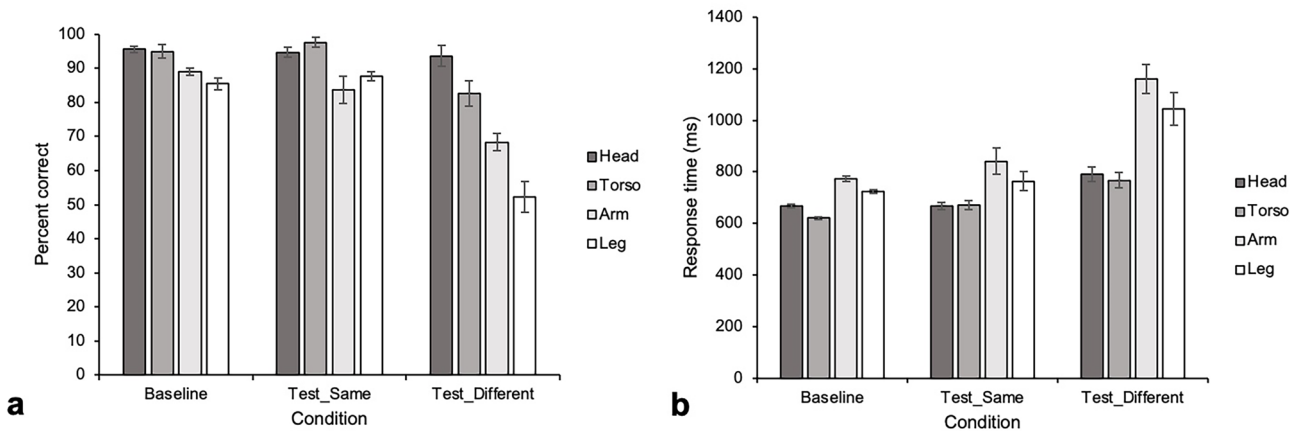 100
90
80
70
60
50
40
30
20
10
0
Percent correct
Baseline
Test_Same
Test_Different
Condition
Head
Torso
Arm
Leg
a
1400
1200
1000
800
600
400
200
0
Response time (ms)
Baseline
Test_Same
Test_Different
Condition
Head
Torso
Arm
Leg
b